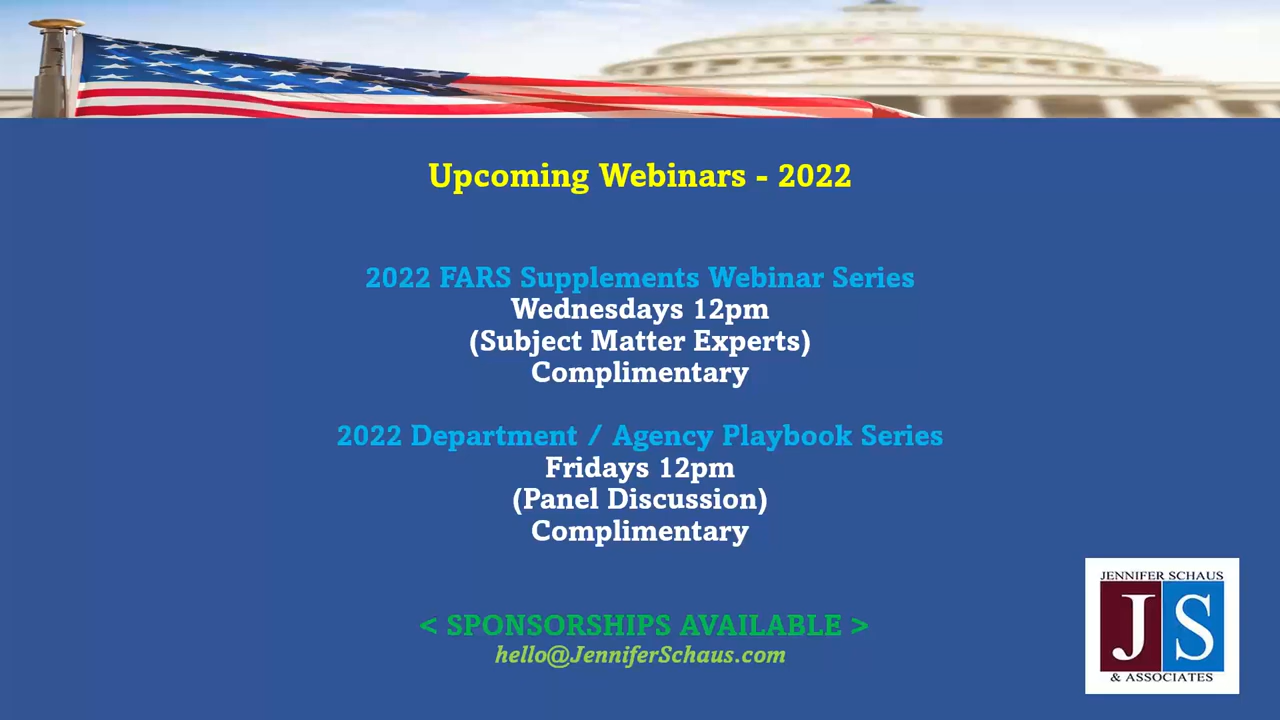 Upcoming Webinars - 2022
2022 FARS Supplements Webinar Series
Wednesdays 12pm
(Subject Matter Experts)
Complimentary
2022 Department / Agency Playbook Series
Fridays 12pm
(Panel Discussion)
Complimentary
< SPONSORSHIPS AVAILABLE >
hello@JenniferSchaus.com
JENNIFER SCHAUS
JS
& ASSOCIATES